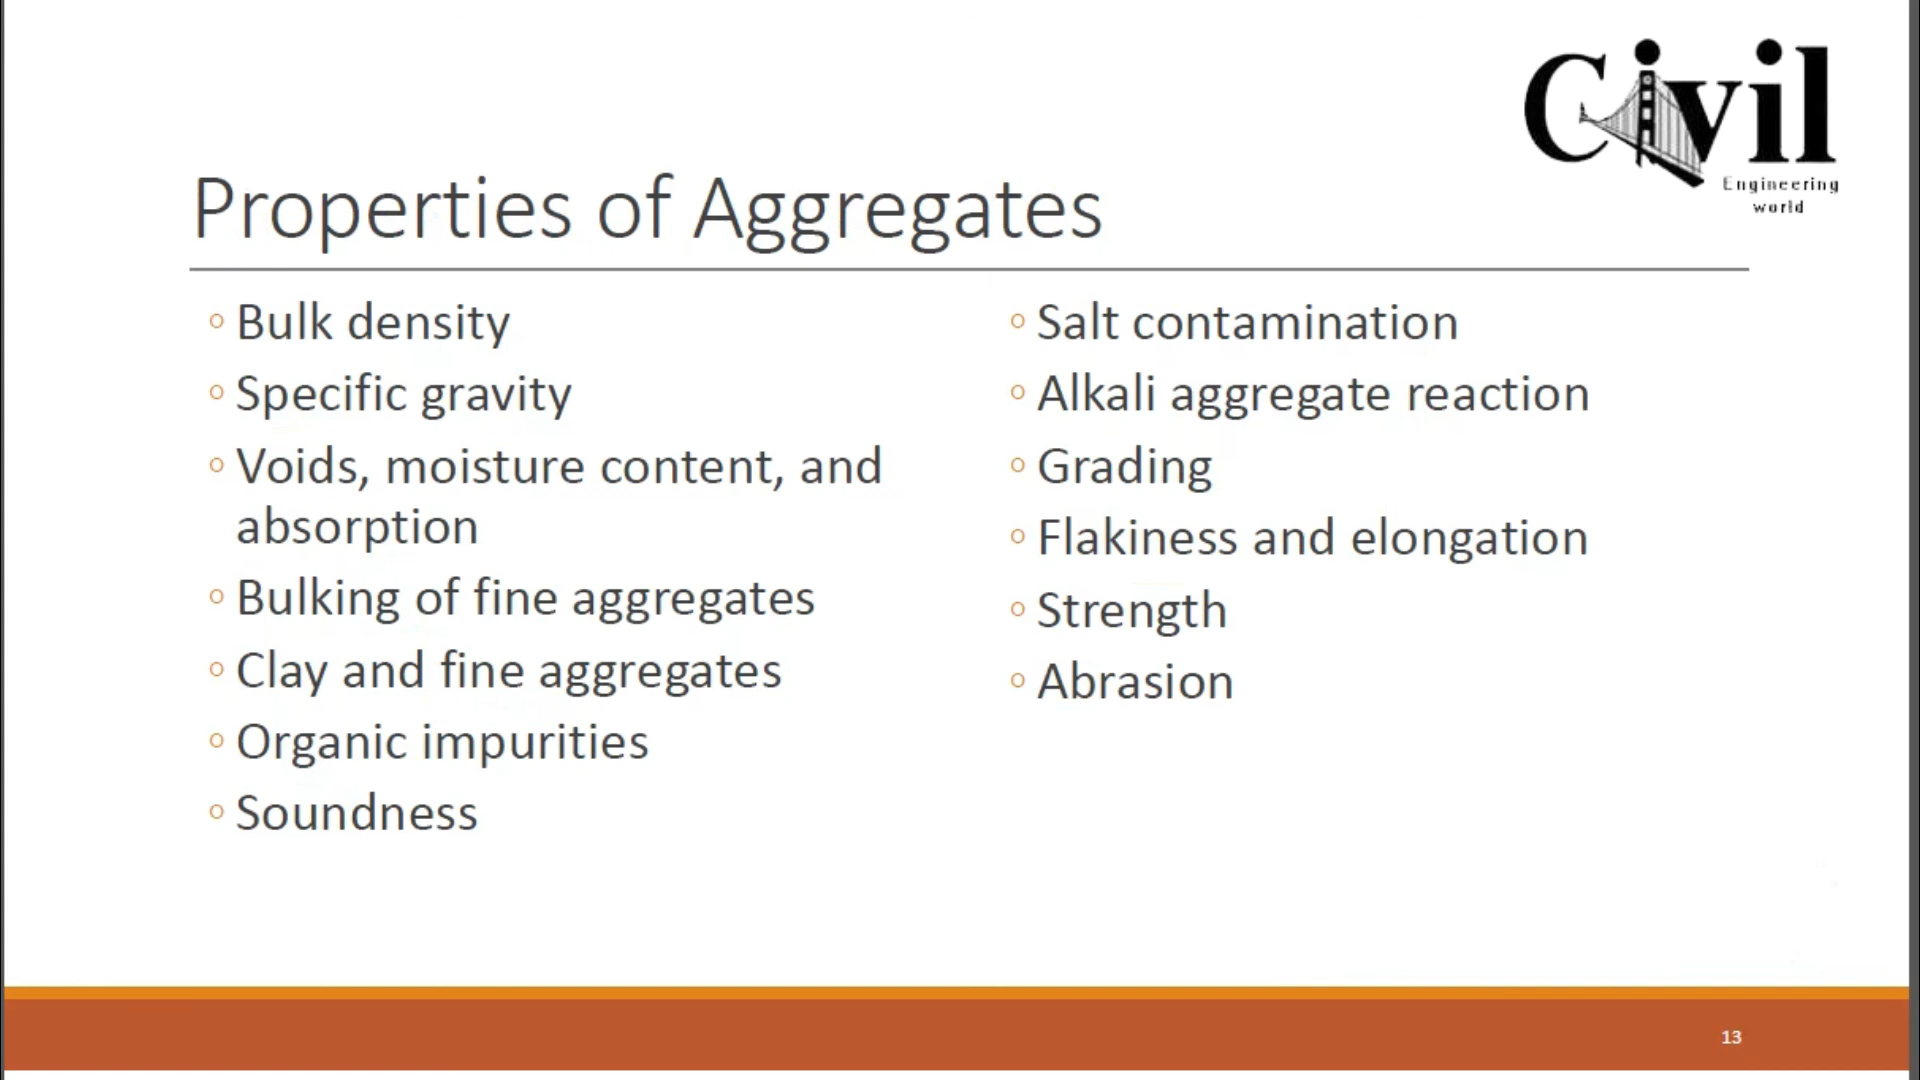 Civil
Engineering
world
Properties of Aggregates
Bulk density
Specific gravity
Voids, moisture content, and
absorption
Bulking of fine aggregates
Clay and fine aggregates
Organic impurities
Soundness
Salt contamination
Alkali aggregate reaction
Grading
Flakiness and elongation
Strength
Abrasion
13